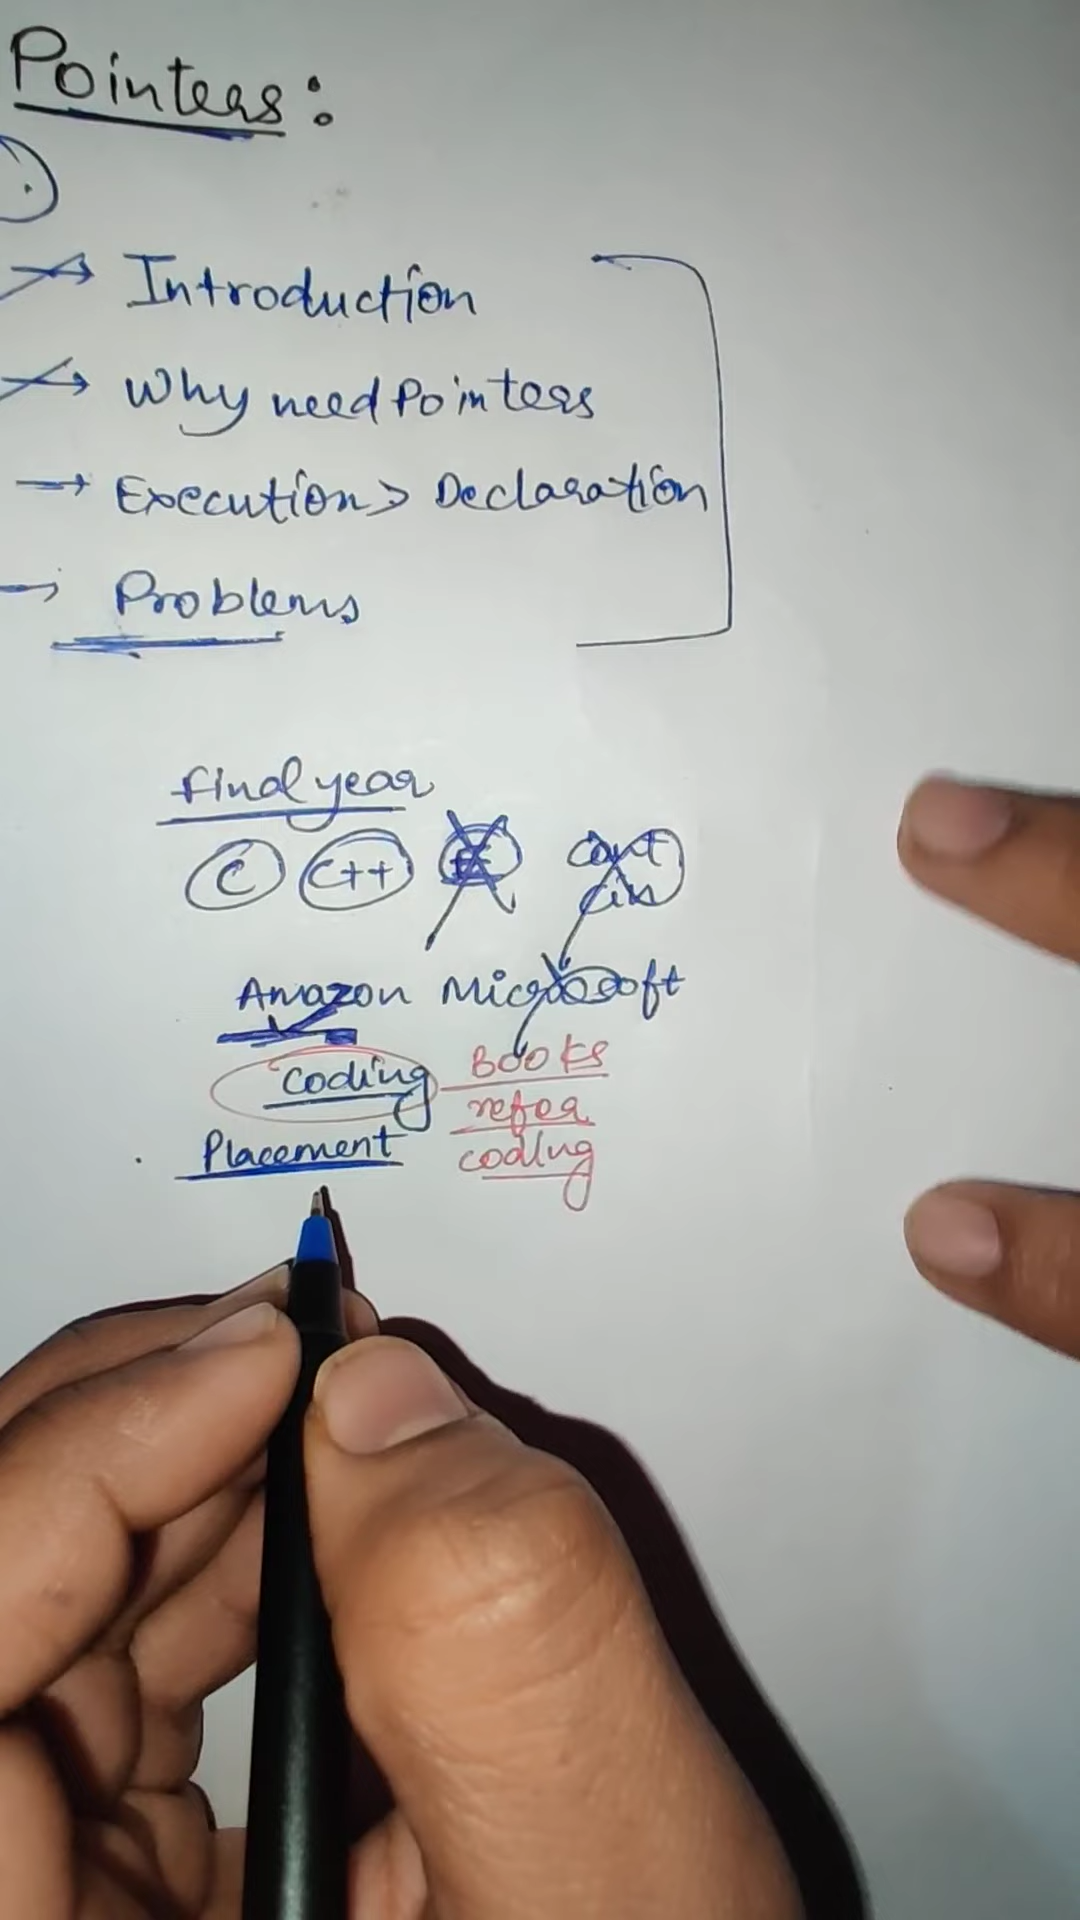 Pointers:
Introduction
Why need Pointers
Execution > Declaration
Problems
final year
C C++
Amazon Microsoft
coding Books
refer
Placement coding